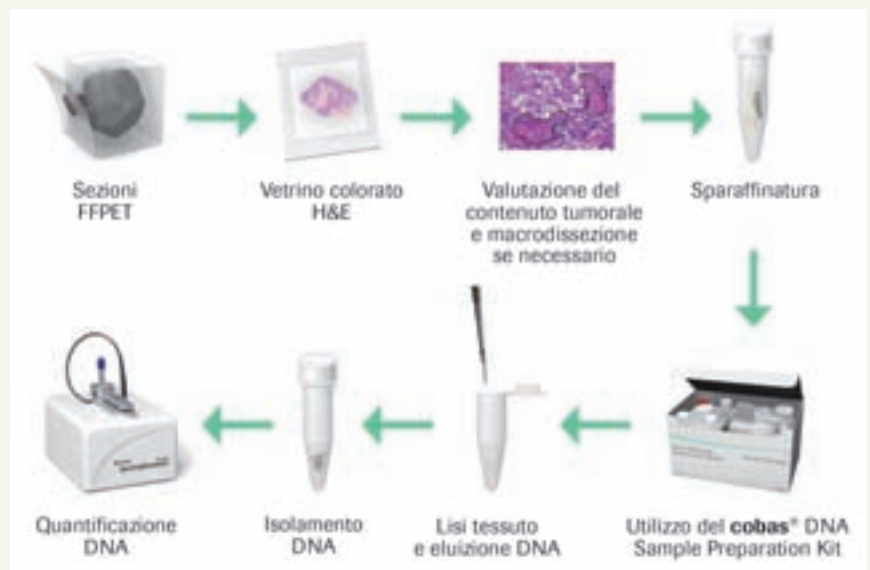 Sezioni
FFPET
Vetrino colorato
H&E
Valutazione del
contenuto tumorale
e macrodissezione
se necessario
Sparaffinatura
Utilizzo del cobas® DNA
Sample Preparation Kit
Lisi tessuto
e eluizione DNA
Isolamento
DNA
Quantificazione
DNA